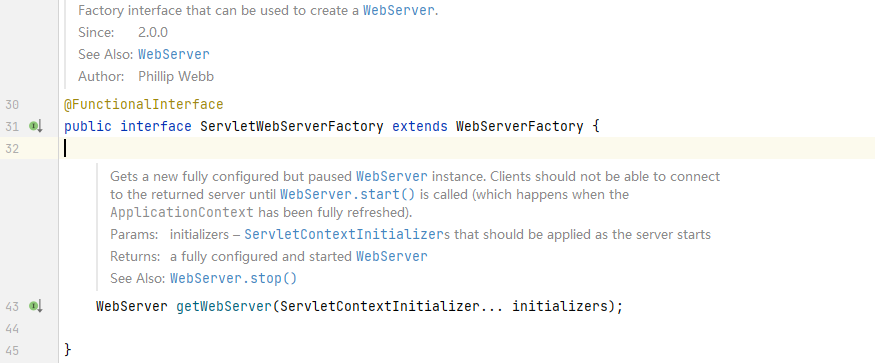 Factory interface that can be used to create a WebServer.
Since: 2.0.0
See Also: WebServer
Author: Phillip Webb
30 @FunctionalInterface
31 public interface ServletWebServerFactory extends WebServerFactory {
32
Gets a new fully configured but paused WebServer instance. Clients should not be able to connect
to the returned server until WebServer.start() is called (which happens when the
ApplicationContext has been fully refreshed).
Params: initializers – ServletContextInitializers that should be applied as the server starts
Returns: a fully configured and started WebServer
See Also: WebServer.stop()
43 WebServer getWebServer(ServletContextInitializer... initializers);
44
45 }